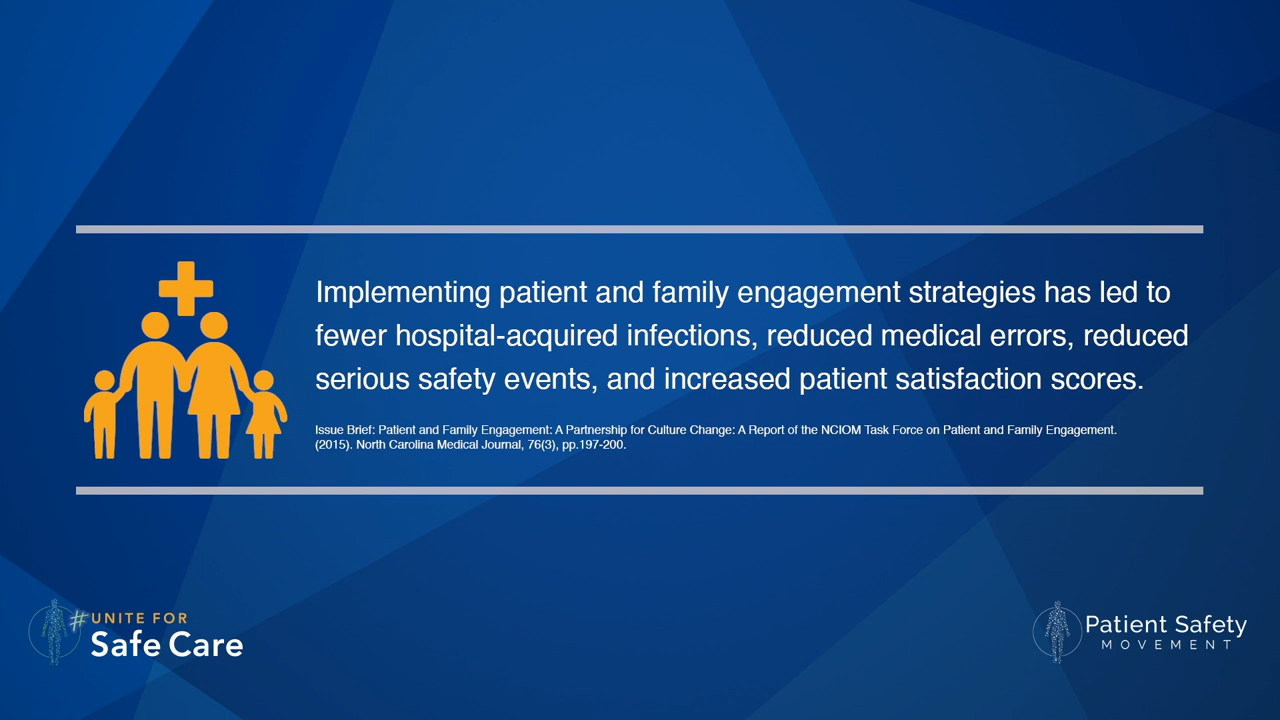 Implementing patient and family engagement strategies has led to
fewer hospital-acquired infections, reduced medical errors, reduced
serious safety events, and increased patient satisfaction scores.
Issue Brief: Patient and Family Engagement: A Partnership for Culture Change: A Report of the NCIOM Task Force on Patient and Family Engagement.
(2015). North Carolina Medical Journal, 76(3), pp.197-200.
#UNITE FOR
Safe Care
Patient Safety
MOVEMENT